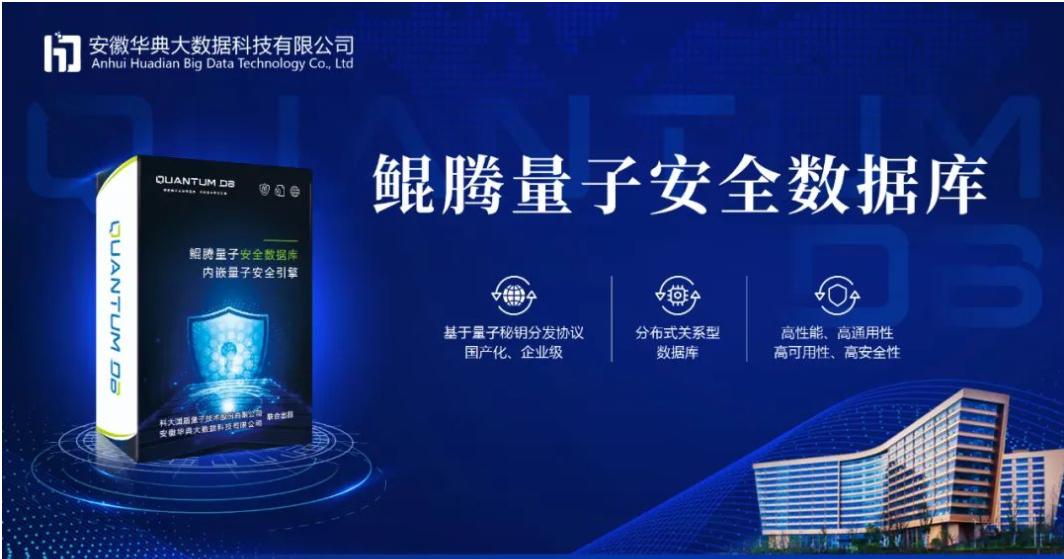 安徽华典大数据科技有限公司
Anhui Huadian Big Data Technology Co., Ltd
QUANTUM
DB
鲲腾量子安全数据库
QUANTUM DB
QUANTUM DB
鲲腾量子安全数据库
内嵌量子安全引擎
科大国盾量子技术股份有限公司
安徽华典大数据科技有限公司
联合出品
基于量子秘钥分发协议
国产化、企业级
分布式关系型
数据库
高性能、高通用性
高可用性、高安全性